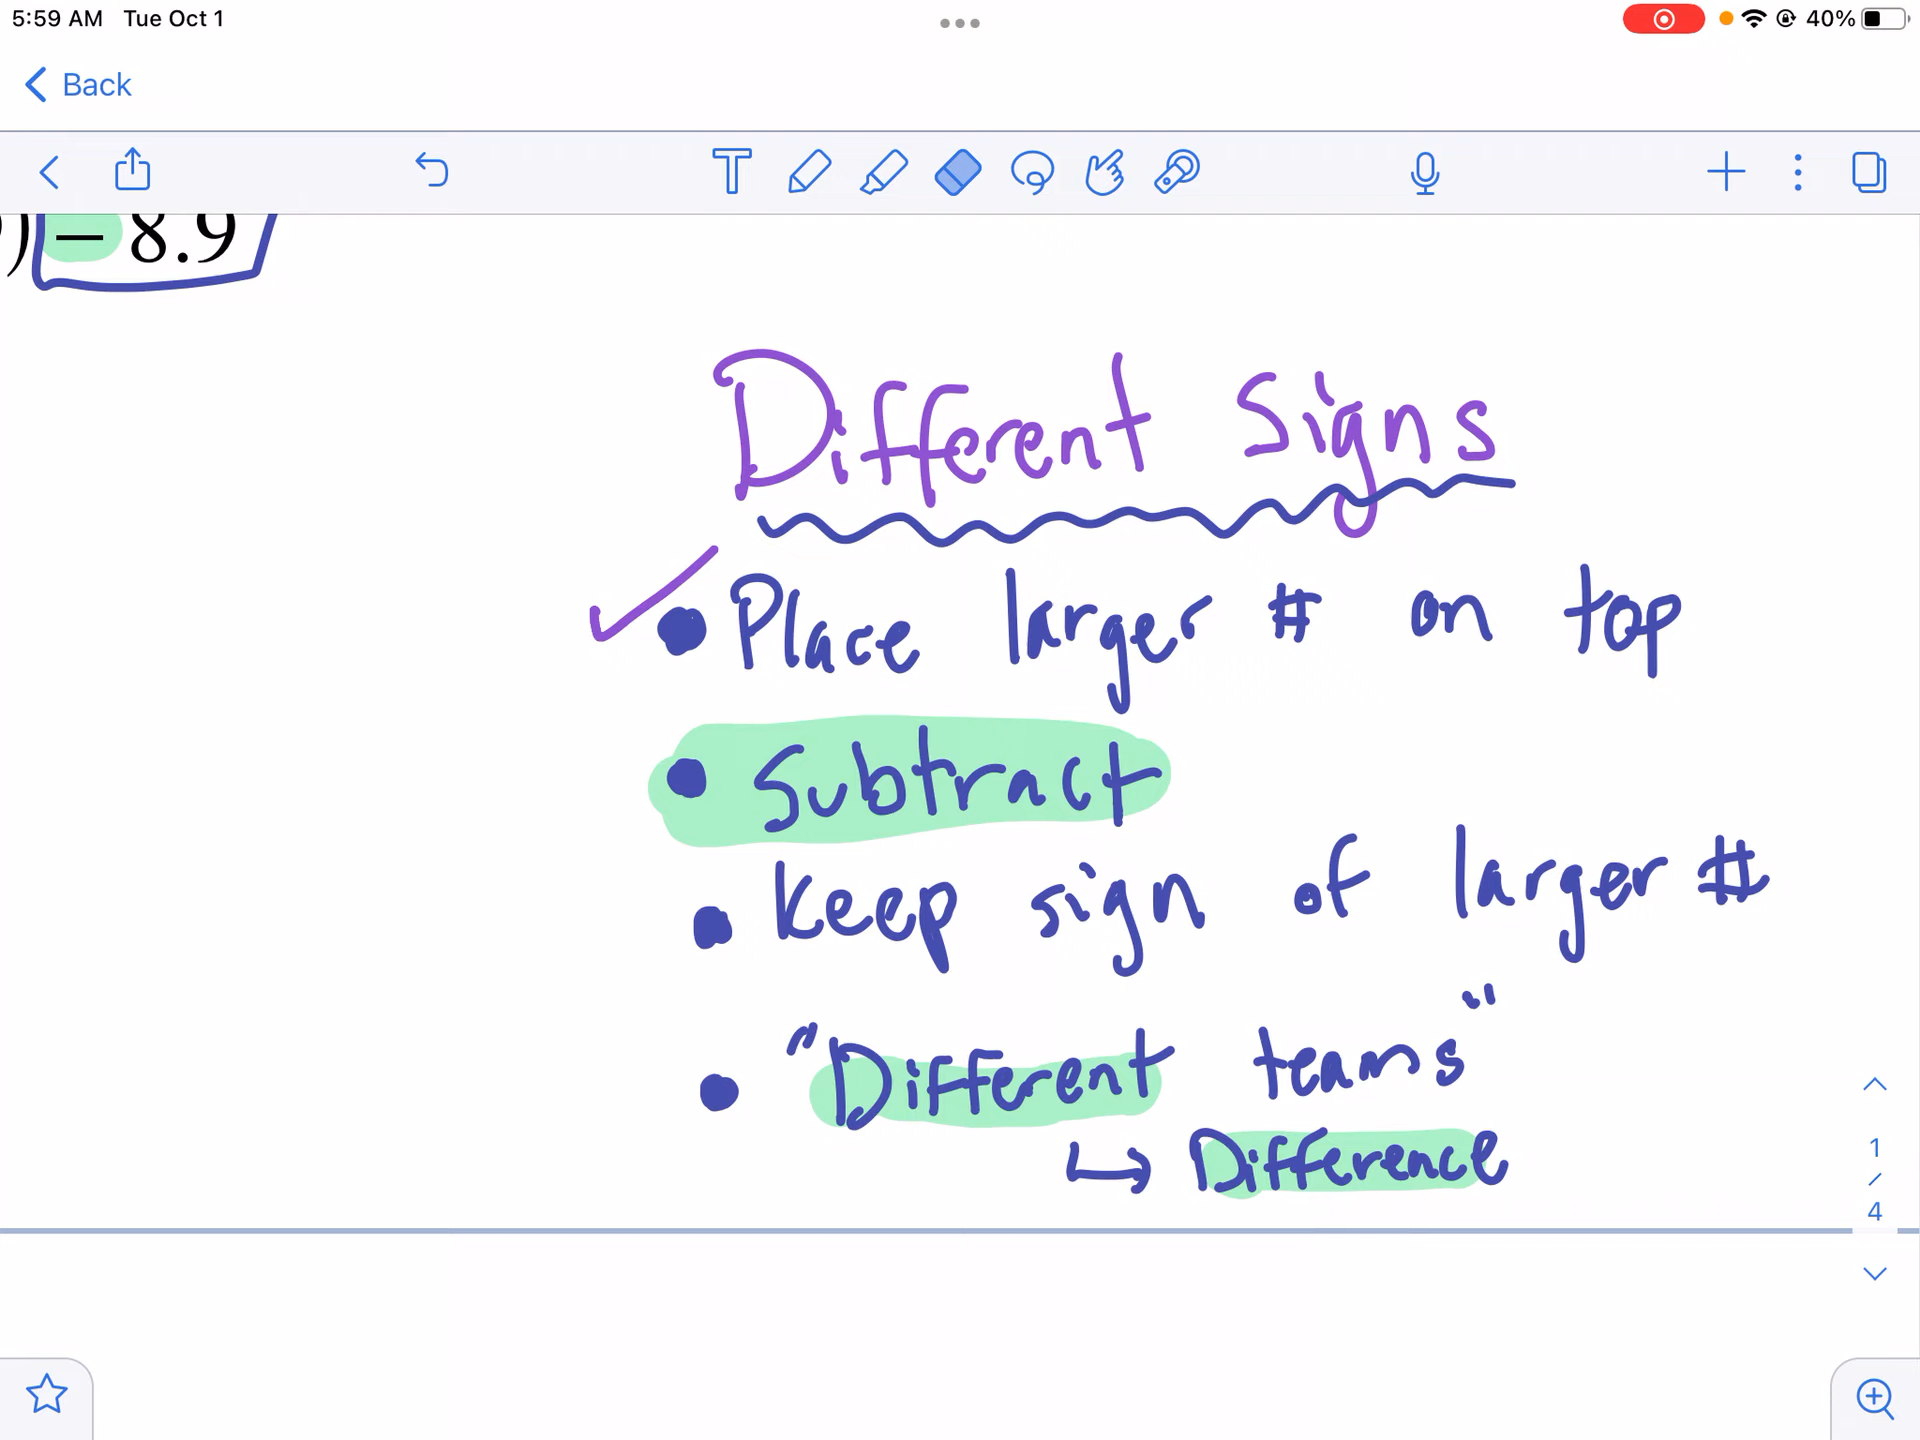 5:59 AM Tue Oct 1
40%
Back
T
) – 8.9
Different Signs
• Place larger # on top
• Subtract
• Keep sign of larger #
• "Different teams"
↳ Difference
1
/
4